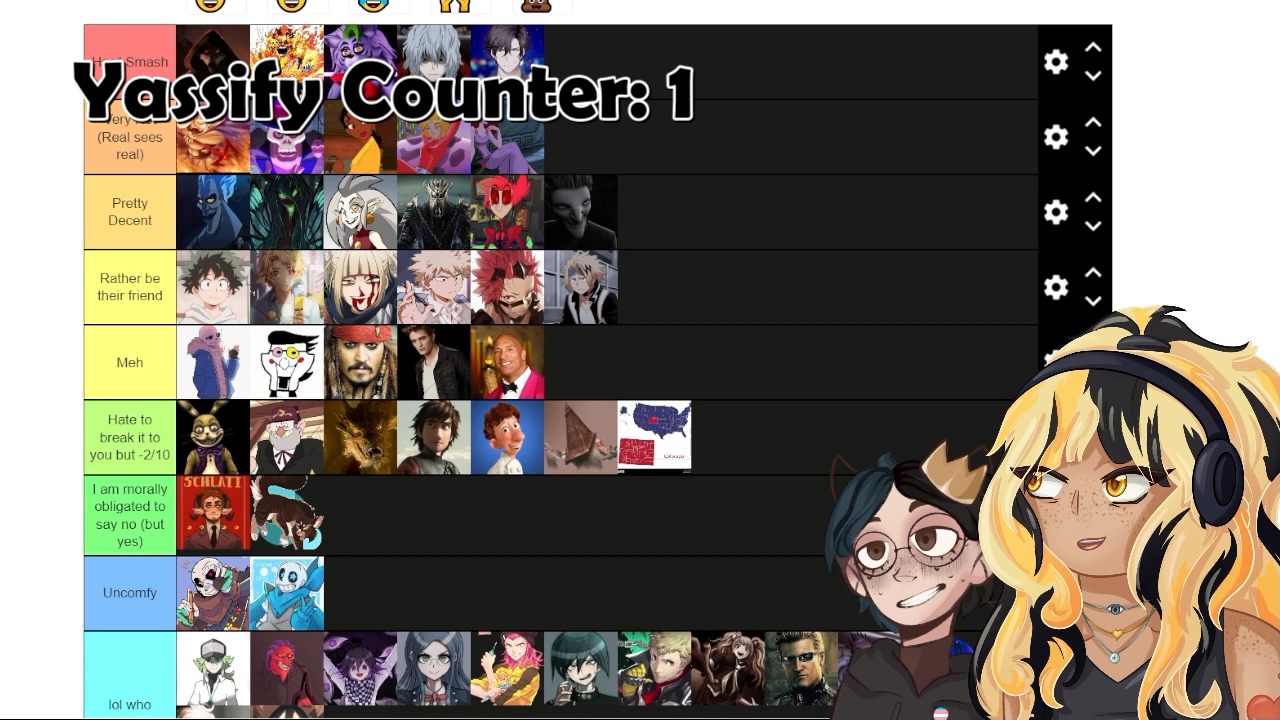 Smash
Yassify Counter: 1
Very
(Real sees
real)
Pretty
Decent
Rather be
their friend
Meh
Hate to
break it to
you but -2/10
SCHLATT
I am morally
obligated to
say no (but
yes)
Uncomfy
lol who